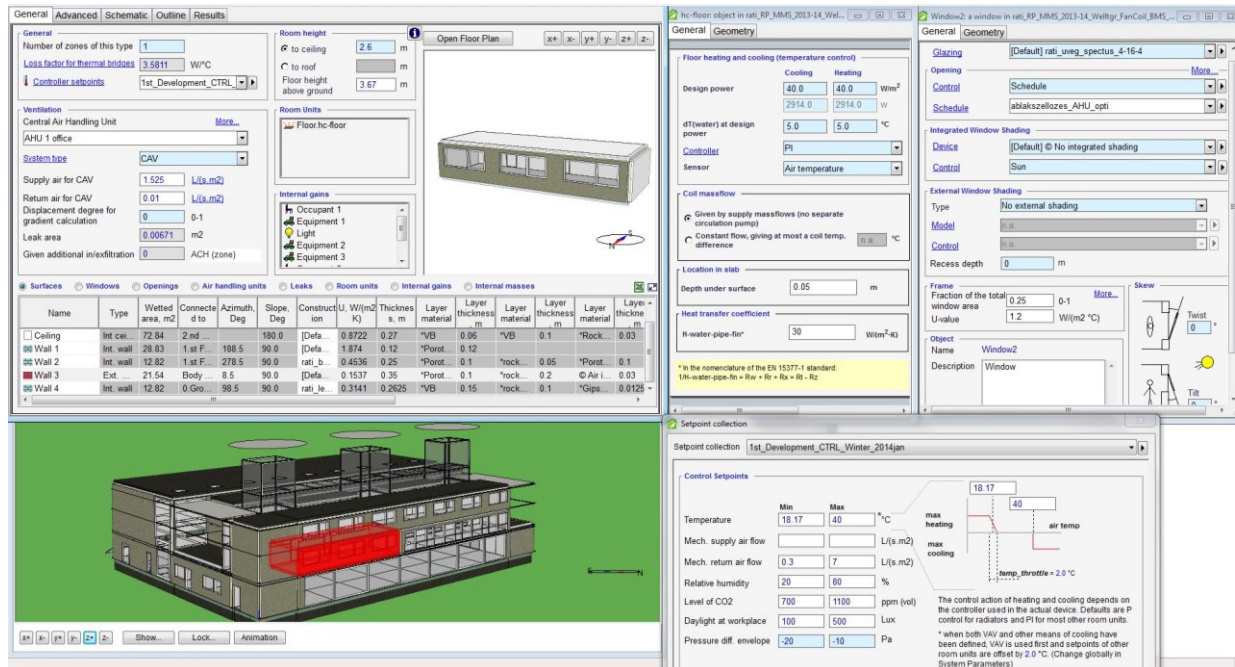 General Advanced Schematic Outline Results
General
Number of zones of this type 1
Loss factor for thermal bridges 3.5811 W/°C
Controller setpoints 1st_Development_CTRL_
Room height
to ceiling 2.6 m
to roof m
Floor height above ground 3.67 m
Ventilation
Central Air Handling Unit More...
AHU 1 office
System type CAV
Supply air for CAV 1.525 L/(s.m2)
Return air for CAV 0.01 L/(s.m2)
Displacement degree for gradient calculation 0 0-1
Leak area 0.00671 m2
Given additional in/exfiltration 0 ACH (zone)
Room Units
Floor.hc-floor
Internal gains
Occupant 1
Equipment 1
Light
Equipment 2
Equipment 3
Open Floor Plan x+ x- y+ y- z+ z-
N S
Surfaces Windows Openings Air handling units Leaks Room units Internal gains Internal masses
Name Type Wetted area, m2 Connecte d to Azimuth, Deg Slope, Deg Construct ion U, W/(m2 K) Thicknes s, m Layer material Layer thickness , m Layer material Layer thickness , m Layer material Layer thickness , m
Ceiling Int cei... 72.84 2.nd ... 180.0 [Defa... 0.8722 0.27 *VB 0.06 *VB 0.1 *Rock... 0.03
Wall 1 Int. wall 28.83 1.st F... 188.5 90.0 [Defa... 1.874 0.12 *Porot... 0.12
Wall 2 Int. wall 12.82 1.st F... 278.5 90.0 rati_b... 0.4536 0.25 *Porot... 0.1 *rock... 0.05 *Porot... 0.1
Wall 3 Ext. ... 21.54 Body ... 8.5 90.0 [Defa... 0.1537 0.35 *Porot... 0.1 *rock... 0.2 © Air i... 0.03
Wall 4 Int. wall 12.82 0.Gro... 98.5 90.0 rati_le... 0.3141 0.2625 *VB 0.15 *rock... 0.1 *Gips... 0.0125
x+ x- y+ y- z+ z- Show... Lock... Animation
N
hc-floor: object in rati_RP_MMS_2013-14_Wel...
General Geometry
Floor heating and cooling (temperature control)
Cooling Heating
Design power 40.0 40.0 W/m2
2914.0 2914.0 W
dT(water) at design power 5.0 5.0 °C
Controller PI
Sensor Air temperature
Coil massflow
Given by supply massflows (no separate circulation pump)
Constant flow, giving at most a coil temp. difference n.a. °C
Location in slab
Depth under surface 0.05 m
Heat transfer coefficient
H-water-pipe-fin* 30 W/(m2-K)
* In the nomenclature of the EN 15377-1 standard:
1/H-water-pipe-fin = Rw + Rr + Rx = Rt - Rz
Window2: a window in rati_RP_MMS_2013-14_Welltgr_FanCoil_BMS_...
General Geometry
Glazing [Default] rati_uveg_spectus_4-16-4
Opening More...
Control Schedule
Schedule ablakszellozes_AHU_opti
Integrated Window Shading
Device [Default] © No integrated shading
Control Sun
External Window Shading
Type No external shading
Model n.a.
Control n.a.
Recess depth 0 m
Frame
Fraction of the total window area 0.25 0-1 More...
U-value 1.2 W/(m2 °C)
Object
Name Window2
Description Window
Skew
Twist
0 °
Tilt
Setpoint collection
Setpoint collection 1st_Development_CTRL_Winter_2014jan
Control Setpoints
Min Max
Temperature 18.17 40 *°C
Mech. supply air flow L/(s.m2)
Mech. return air flow 0.3 7 L/(s.m2)
Relative humidity 20 80 %
Level of CO2 700 1100 ppm (vol)
Daylight at workplace 100 500 Lux
Pressure diff. envelope -20 -10 Pa
18.17
40
max heating
air temp
max cooling
temp_throttle = 2.0 °C
The control action of heating and cooling depends on
the controller used in the actual device. Defaults are P
control for radiators and PI for most other room units.
* when both VAV and other means of cooling have
been defined, VAV is used first and setpoints of other
room units are offset by 2.0 °C. (Change globally in
System Parameters)